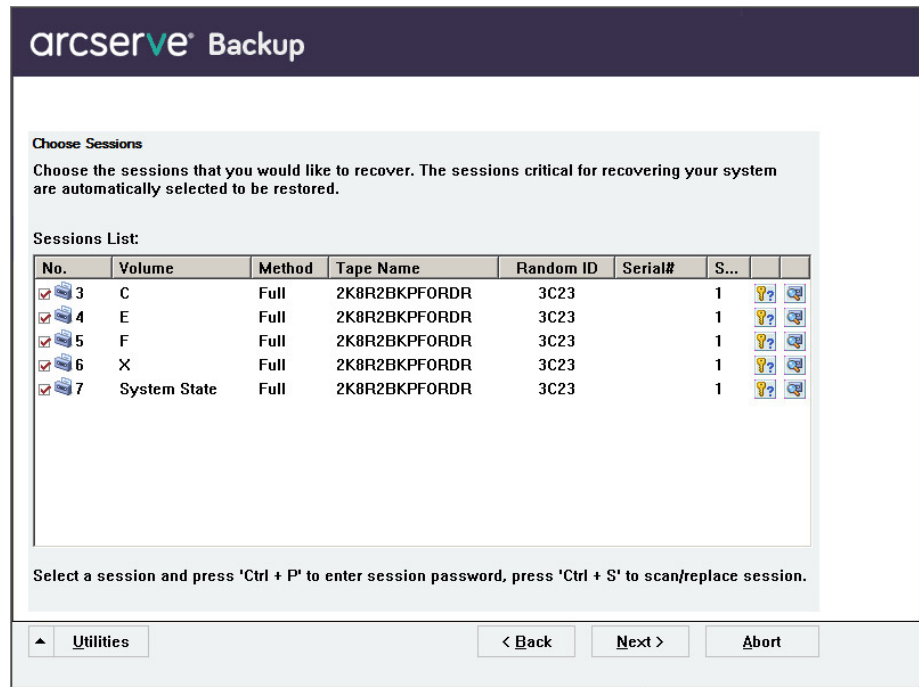 arcserve Backup
Choose Sessions
Choose the sessions that you would like to recover. The sessions critical for recovering your system
are automatically selected to be restored.
Sessions List:
No. Volume Method Tape Name Random ID Serial# S...
3 C Full 2K8R2BKPFORDR 3C23 1
4 E Full 2K8R2BKPFORDR 3C23 1
5 F Full 2K8R2BKPFORDR 3C23 1
6 X Full 2K8R2BKPFORDR 3C23 1
7 System State Full 2K8R2BKPFORDR 3C23 1
Select a session and press 'Ctrl + P' to enter session password, press 'Ctrl + S' to scan/replace session.
Utilities < Back Next > Abort